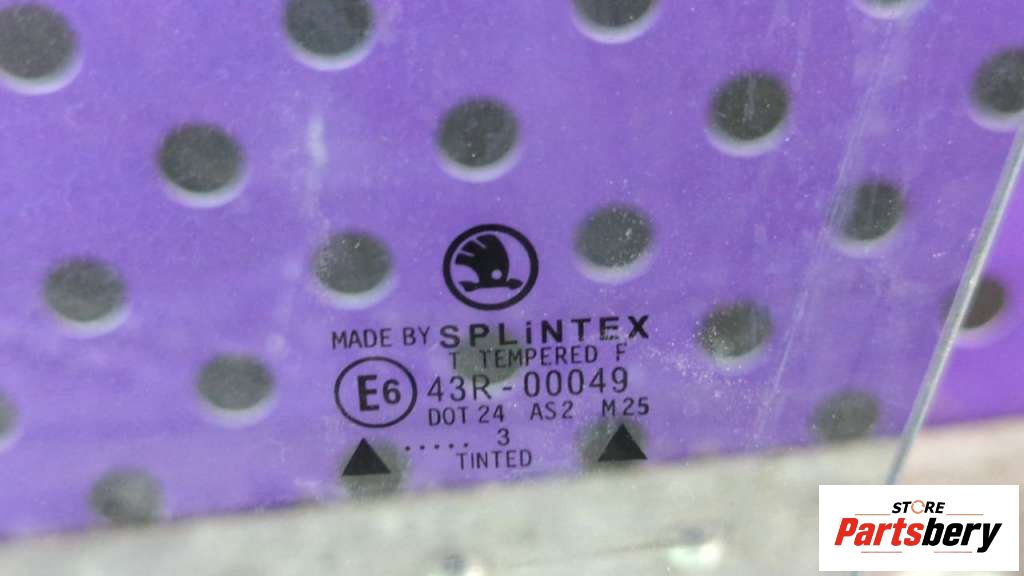 MADE BY SPLiNTEX
T TEMPERED F
E6 43R-00049
DOT 24 AS2 M25
..... 3
TINTED
STORE
Partsbery